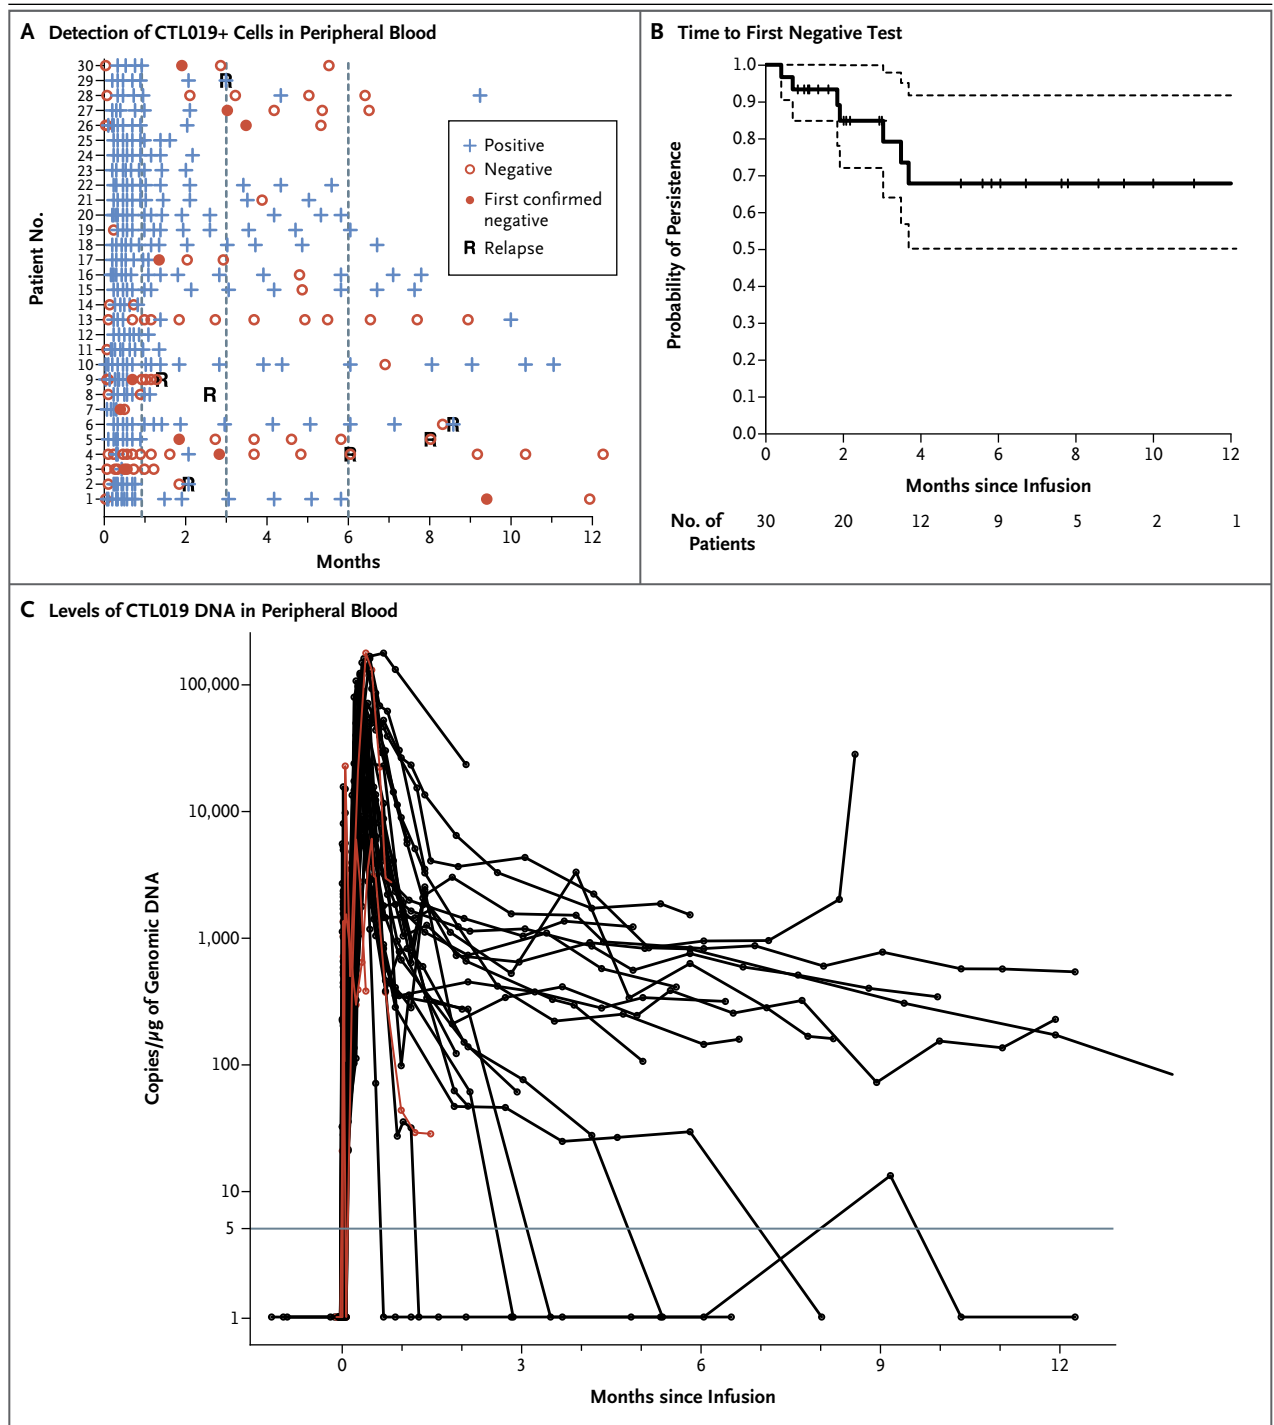 A Detection of CTL019+ Cells in Peripheral Blood
Patient No.
30
29
28
27
26
25
24
23
22
21
20
19
18
17
16
15
14
13
12
11
10
9
8
7
6
5
4
3
2
1
R
R
R
R
R
R
R
Positive
Negative
First confirmed
negative
R Relapse
0 2 4 6 8 10 12
Months
B Time to First Negative Test
Probability of Persistence
1.0
0.9
0.8
0.7
0.6
0.5
0.4
0.3
0.2
0.1
0.0
0 2 4 6 8 10 12
Months since Infusion
No. of 30 20 12 9 5 2 1
Patients
C Levels of CTL019 DNA in Peripheral Blood
Copies/µg of Genomic DNA
100,000
10,000
1,000
100
10
5
1
0 3 6 9 12
Months since Infusion